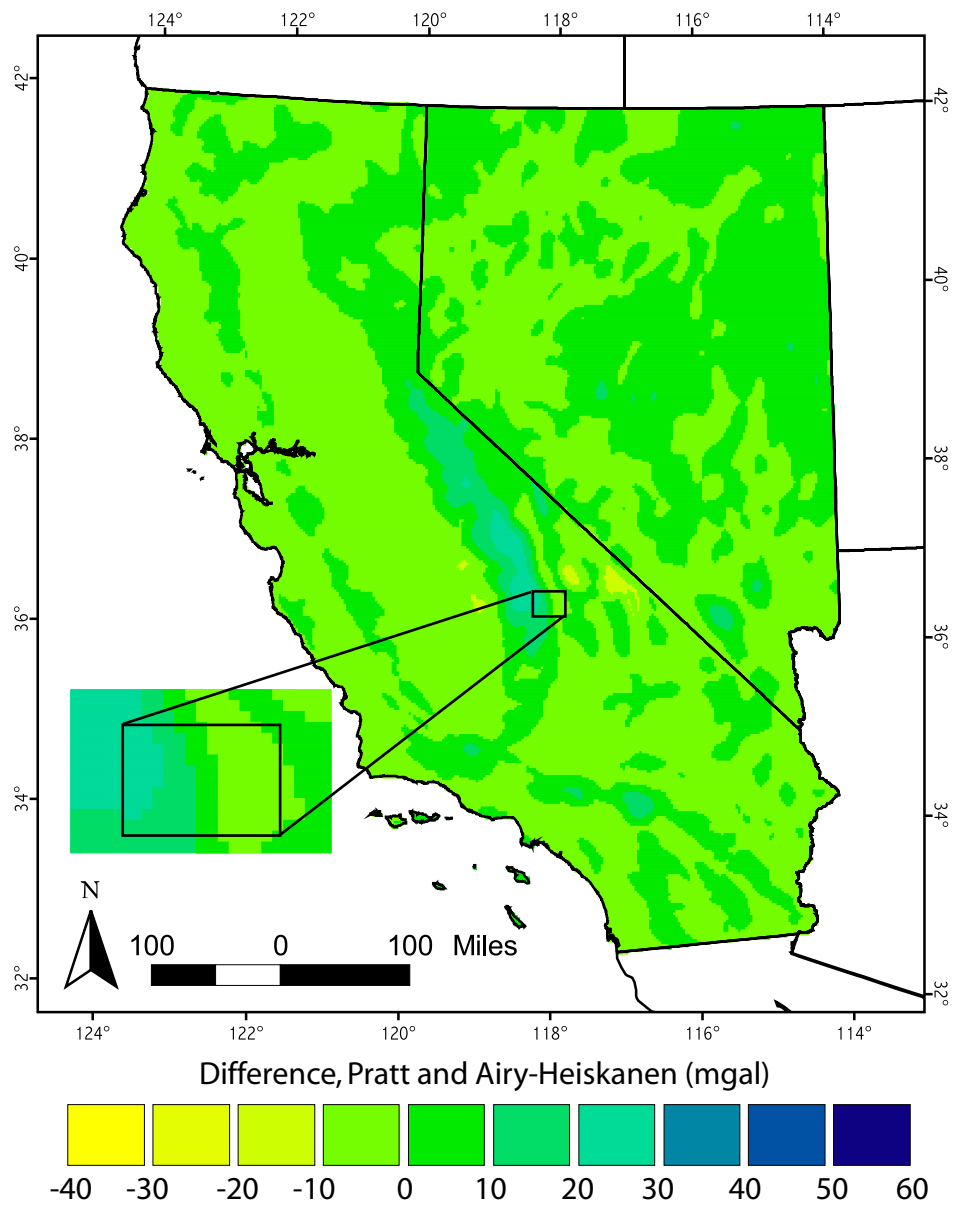 124° 122° 120° 118° 116° 114°
42° 42°
40° 40°
38° 38°
36° 36°
34° 34°
32° 32°
N
100 0 100 Miles
124° 122° 120° 118° 116° 114°
Difference, Pratt and Airy-Heiskanen (mgal)
-40 -30 -20 -10 0 10 20 30 40 50 60